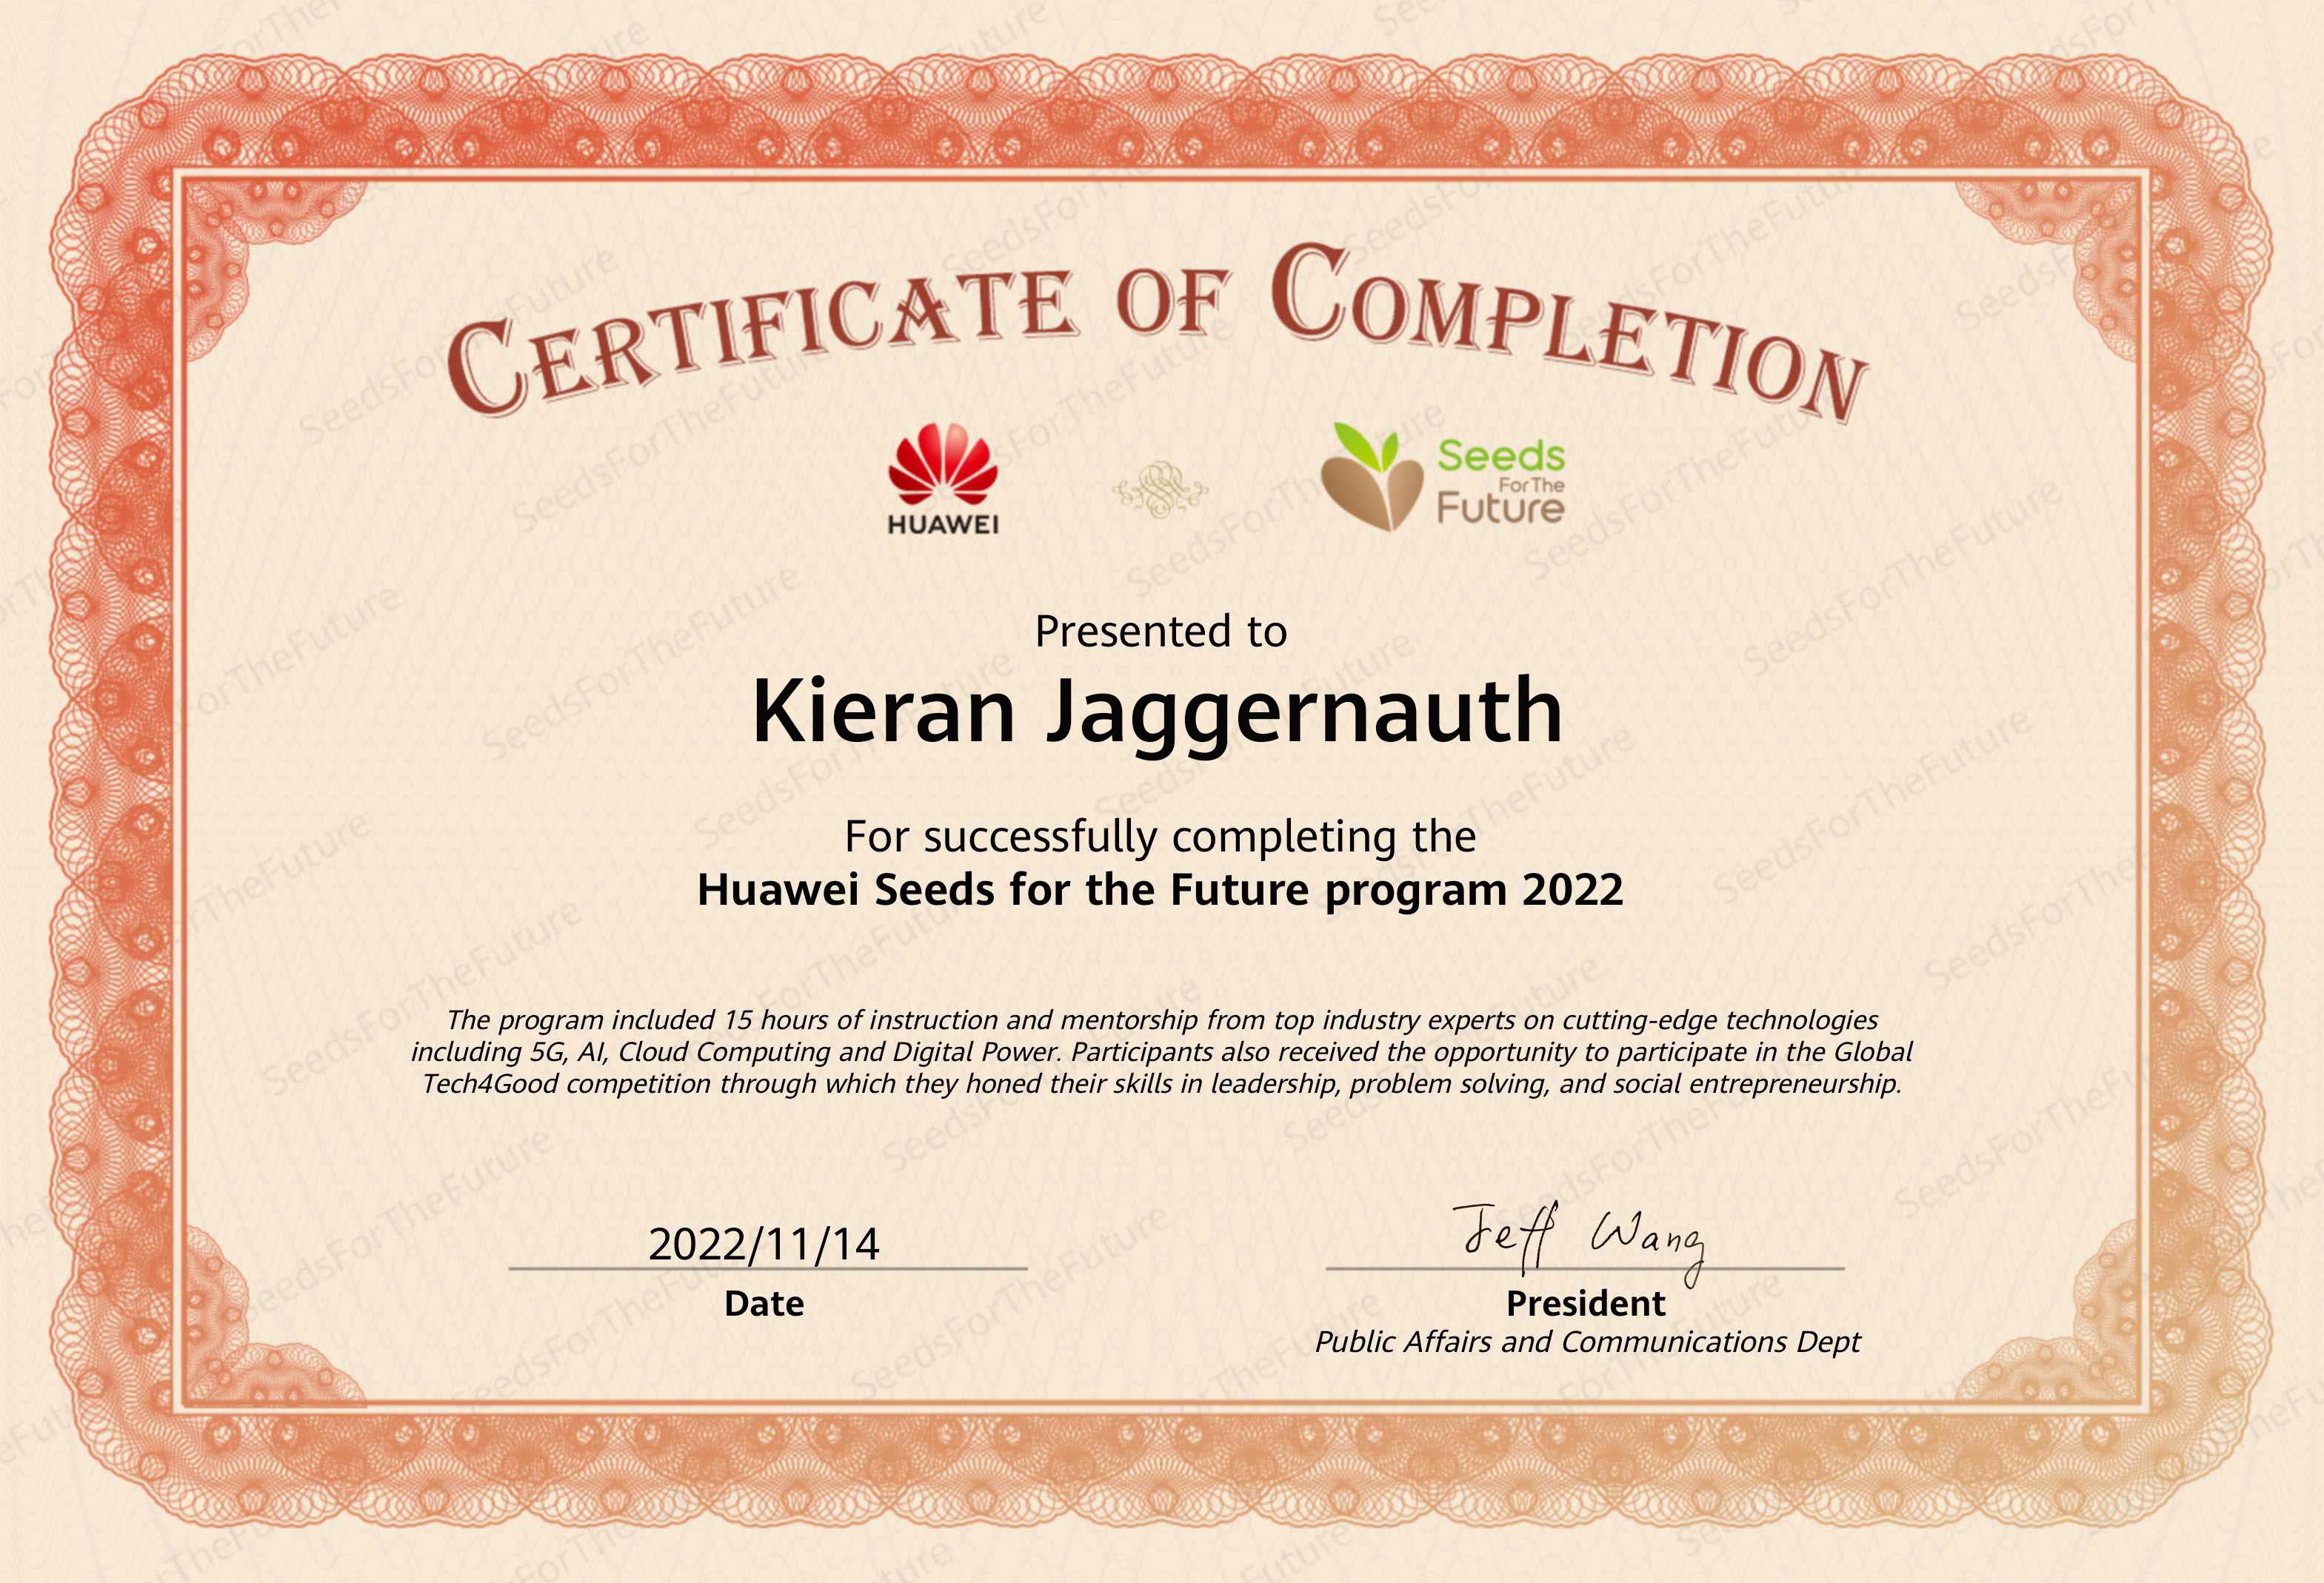 CERTIFICATE OF COMPLETION
HUAWEI
Seeds
For The
Future
Presented to
Kieran Jaggernauth
For successfully completing the
Huawei Seeds for the Future program 2022
The program included 15 hours of instruction and mentorship from top industry experts on cutting-edge technologies
including 5G, AI, Cloud Computing and Digital Power. Participants also received the opportunity to participate in the Global
Tech4Good competition through which they honed their skills in leadership, problem solving, and social entrepreneurship.
2022/11/14
Jeff Wang
Date
President
Public Affairs and Communications Dept
SeedsForTheFuture